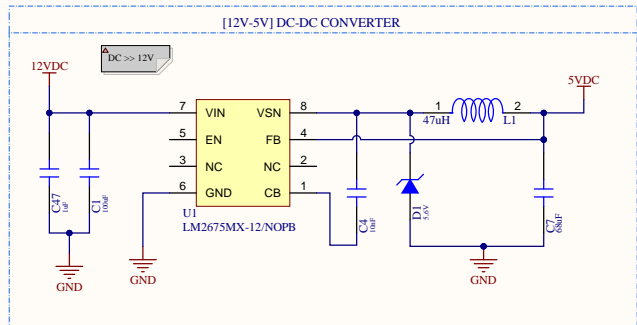 [12V-5V] DC-DC CONVERTER
DC >> 12V
12VDC
5VDC
7 VIN VSN 8
5 EN FB 4
3 NC NC 2
6 GND CB 1
U1
LM2675MX-12/NOPB
1 2
47uH L1
C47
1uF
C1
100uF
C4
10nF
D1
5,6V
C7
68uF
GND
GND
GND